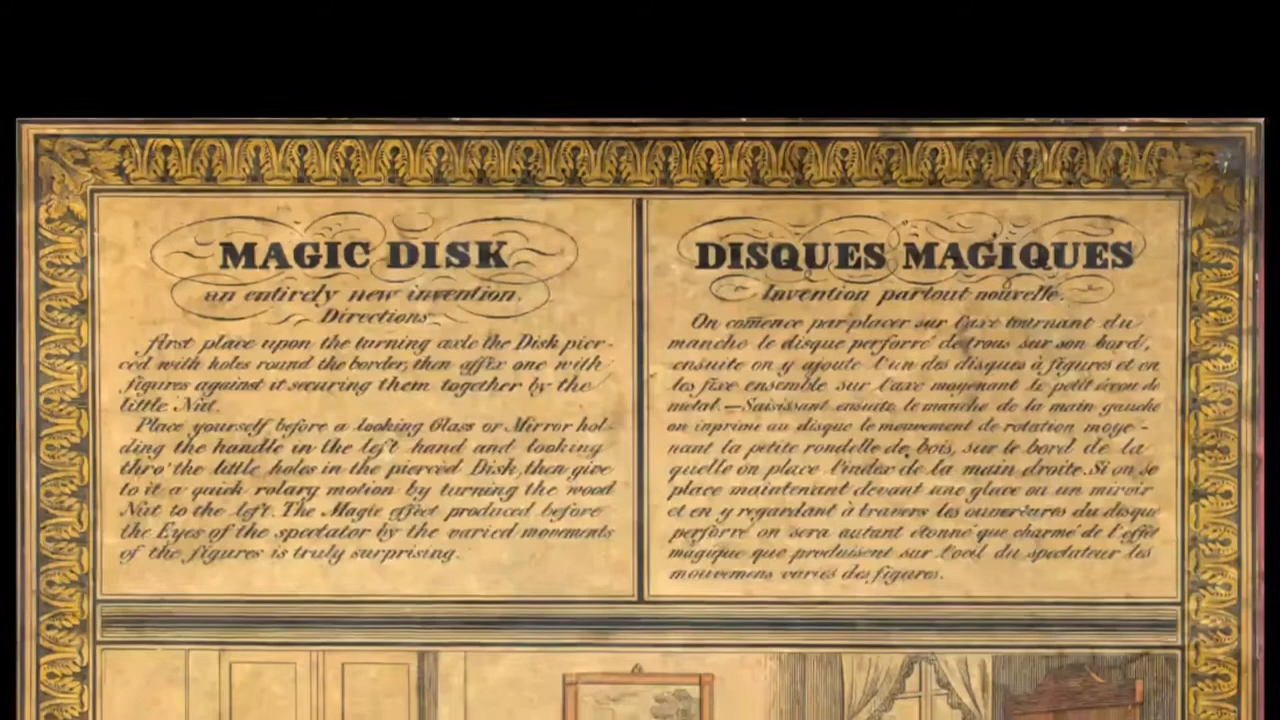 MAGIC DISK
an entirely new invention.
Directions
first place upon the turning axle the Disk pier-
ced with holes round the border, then affix one with
figures against it securing them together by the
little Nut.
Place yourself before a looking Glass or Mirror hol-
ding the handle in the left hand and looking
thro' the little holes in the pierced Disk, then give
to it a quick rotary motion by turning the wood
Nut to the left. The Magic effect produced before
the Eyes of the spectator by the varied movements
of the figures is truly surprising.
DISQUES MAGIQUES
Invention partout nouvelle.
On comence par placer sur l'axe tournant du
manche le disque perforré de trous sur son bord,
ensuite on y ajoute l'un des disques à figures et on
les fixe ensemble sur l'axe moyenant le petit écrou de
métal. — Saisissant ensuite le manche de la main gauche
on inprime au disque le mouvement de rotation moye-
nant la petite rondelle de bois, sur le bord de la
quelle on place l'index de la main droite. Si on se
place maintenant devant une glace ou un miroir
et en y regardant à travers les ouvertures du disque
perforré on sera autant étonné que charmé de l'effet
magique que produisent sur l'oeil du spectateur les
mouvemens variés des figures.